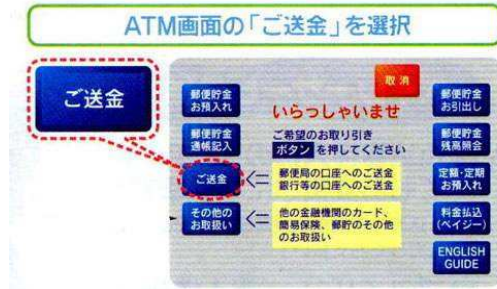 ATM画面の「ご送金」を選択
ご送金
取消
郵便貯金
お預入れ
いらっしゃいませ
郵便貯金
お引出し
郵便貯金
通帳記入
ご希望のお取り引き
ボタン を押してください
郵便貯金
残高照会
ご送金
郵便局の口座へのご送金
銀行等の口座へのご送金
定額・定期
お預入れ
その他の
お取扱い
他の金融機関のカード、
簡易保険、郵貯のその他
のお取扱い
料金払込
(ペイジー)
ENGLISH
GUIDE